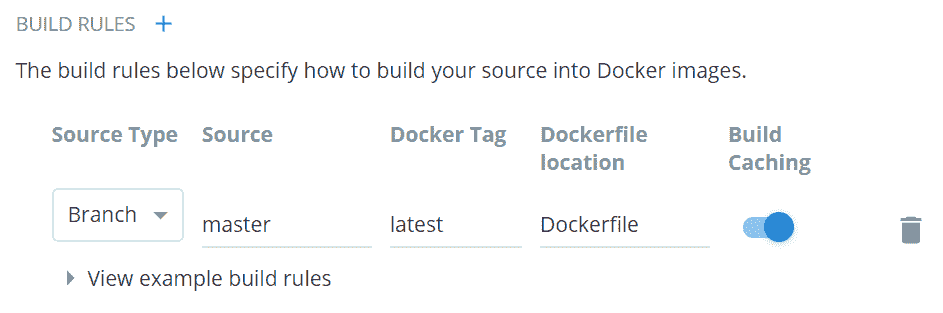 BUILD RULES +
The build rules below specify how to build your source into Docker images.
Source Type Source Docker Tag Dockerfile location Build Caching
Branch master latest Dockerfile
View example build rules